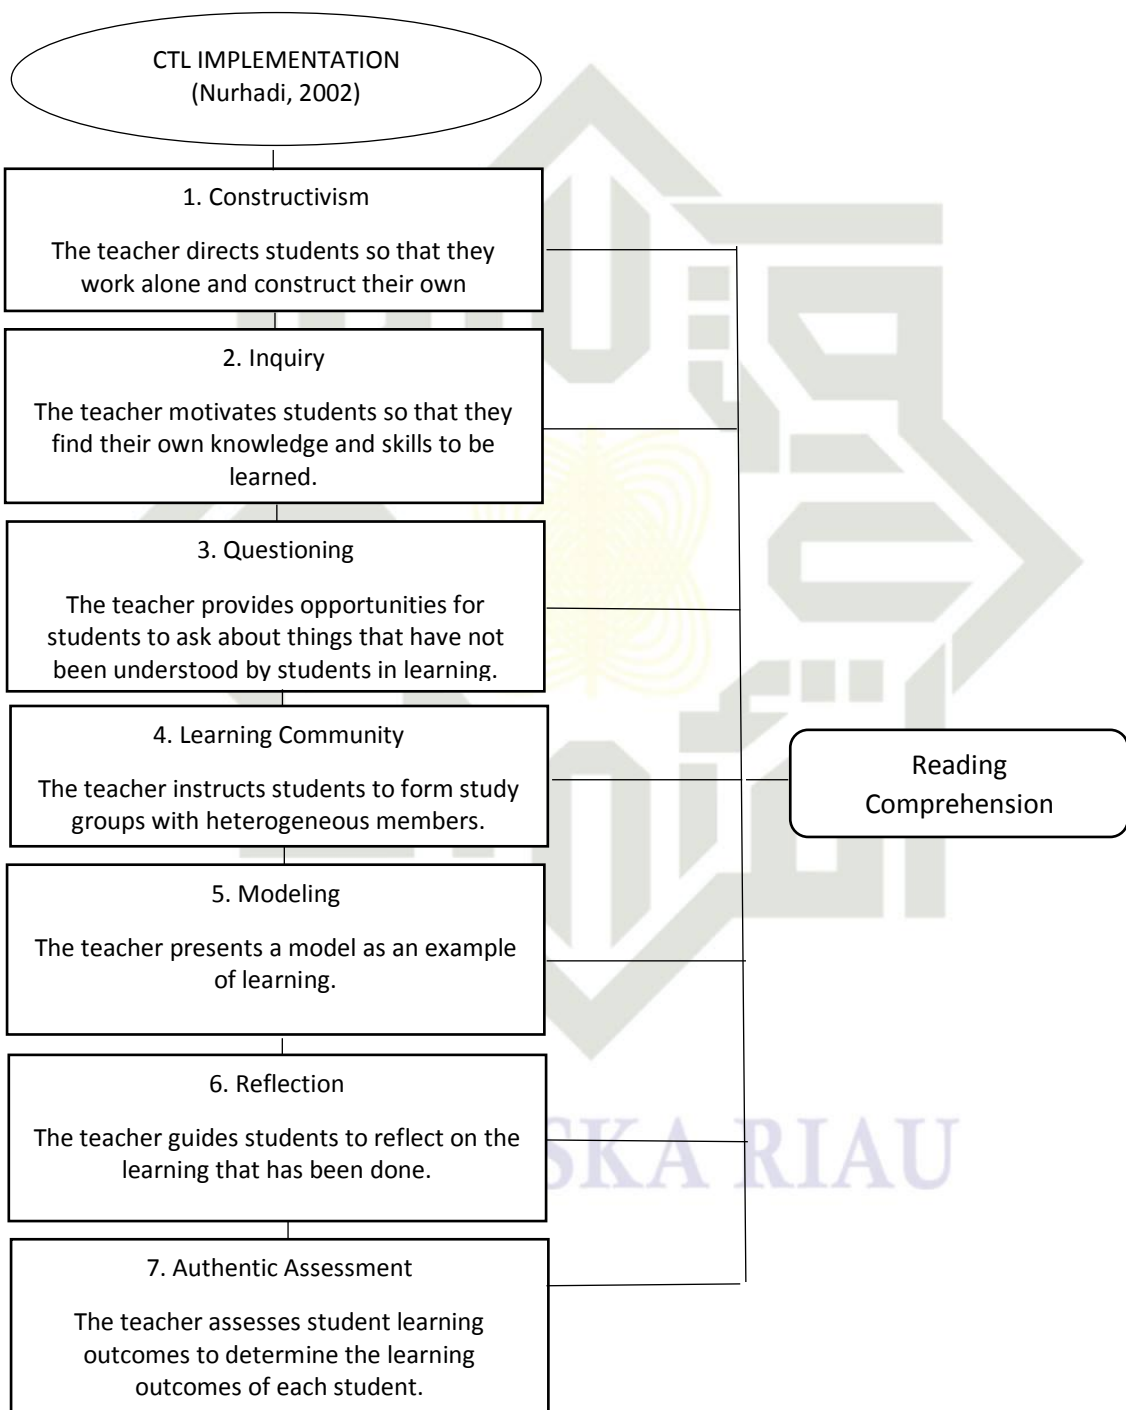 CTL IMPLEMENTATION
(Nurhadi, 2002)
1. Constructivism
The teacher directs students so that they
work alone and construct their own
2. Inquiry
The teacher motivates students so that they
find their own knowledge and skills to be
learned.
3. Questioning
The teacher provides opportunities for
students to ask about things that have not
been understood by students in learning.
4. Learning Community
The teacher instructs students to form study
groups with heterogeneous members.
Reading
Comprehension
5. Modeling
The teacher presents a model as an example
of learning.
6. Reflection
The teacher guides students to reflect on the
learning that has been done.
SKA RIAU
7. Authentic Assessment
The teacher assesses student learning
outcomes to determine the learning
outcomes of each student.